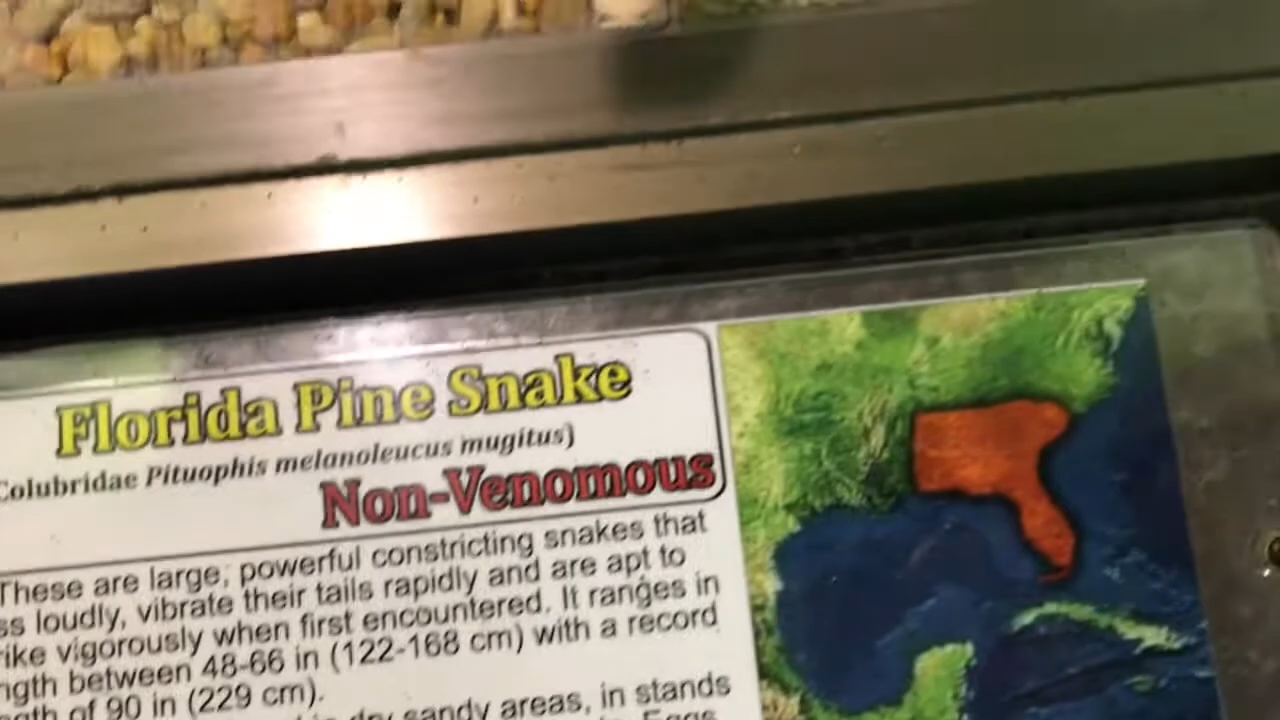 Florida Pine Snake
Colubridae Pituophis melanoleucus mugitus)
Non-Venomous
These are large, powerful constricting snakes that
ss loudly, vibrate their tails rapidly and are apt to
rike vigorously when first encountered. It ranges in
ngth between 48-66 in (122-168 cm) with a record
gth of 90 in (229 cm).
dry sandy areas, in stands
Eggs